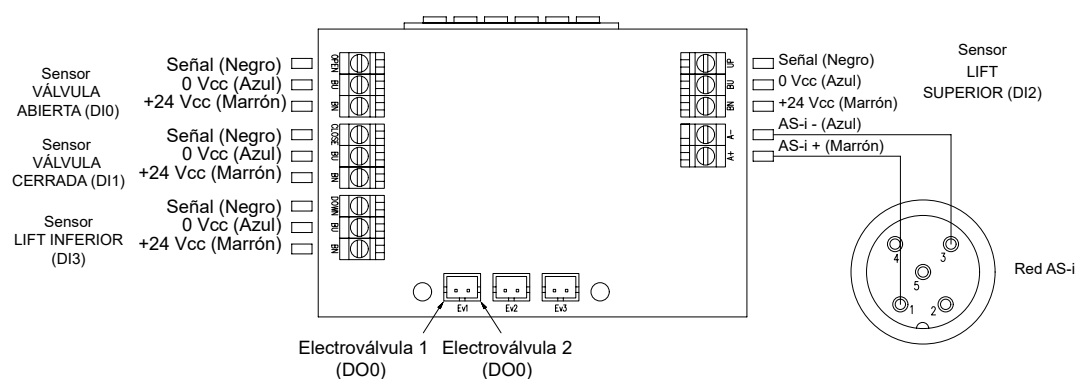 Sensor
VÁLVULA
ABIERTA (DI0)
Señal (Negro)
0 Vcc (Azul)
+24 Vcc (Marrón)
OPEN
BU
BN
Sensor
VÁLVULA
CERRADA (DI1)
Señal (Negro)
0 Vcc (Azul)
+24 Vcc (Marrón)
CLOSE
BU
BN
Sensor
LIFT INFERIOR
(DI3)
Señal (Negro)
0 Vcc (Azul)
+24 Vcc (Marrón)
DOWN
BU
BN
UP
BU
BN
A-
A+
Señal (Negro)
0 Vcc (Azul)
+24 Vcc (Marrón)
AS-i - (Azul)
AS-i + (Marrón)
Sensor
LIFT
SUPERIOR (DI2)
4
3
5
1
2
Red AS-i
Ev1
Ev2
Ev3
Electroválvula 1
(DO0)
Electroválvula 2
(DO0)